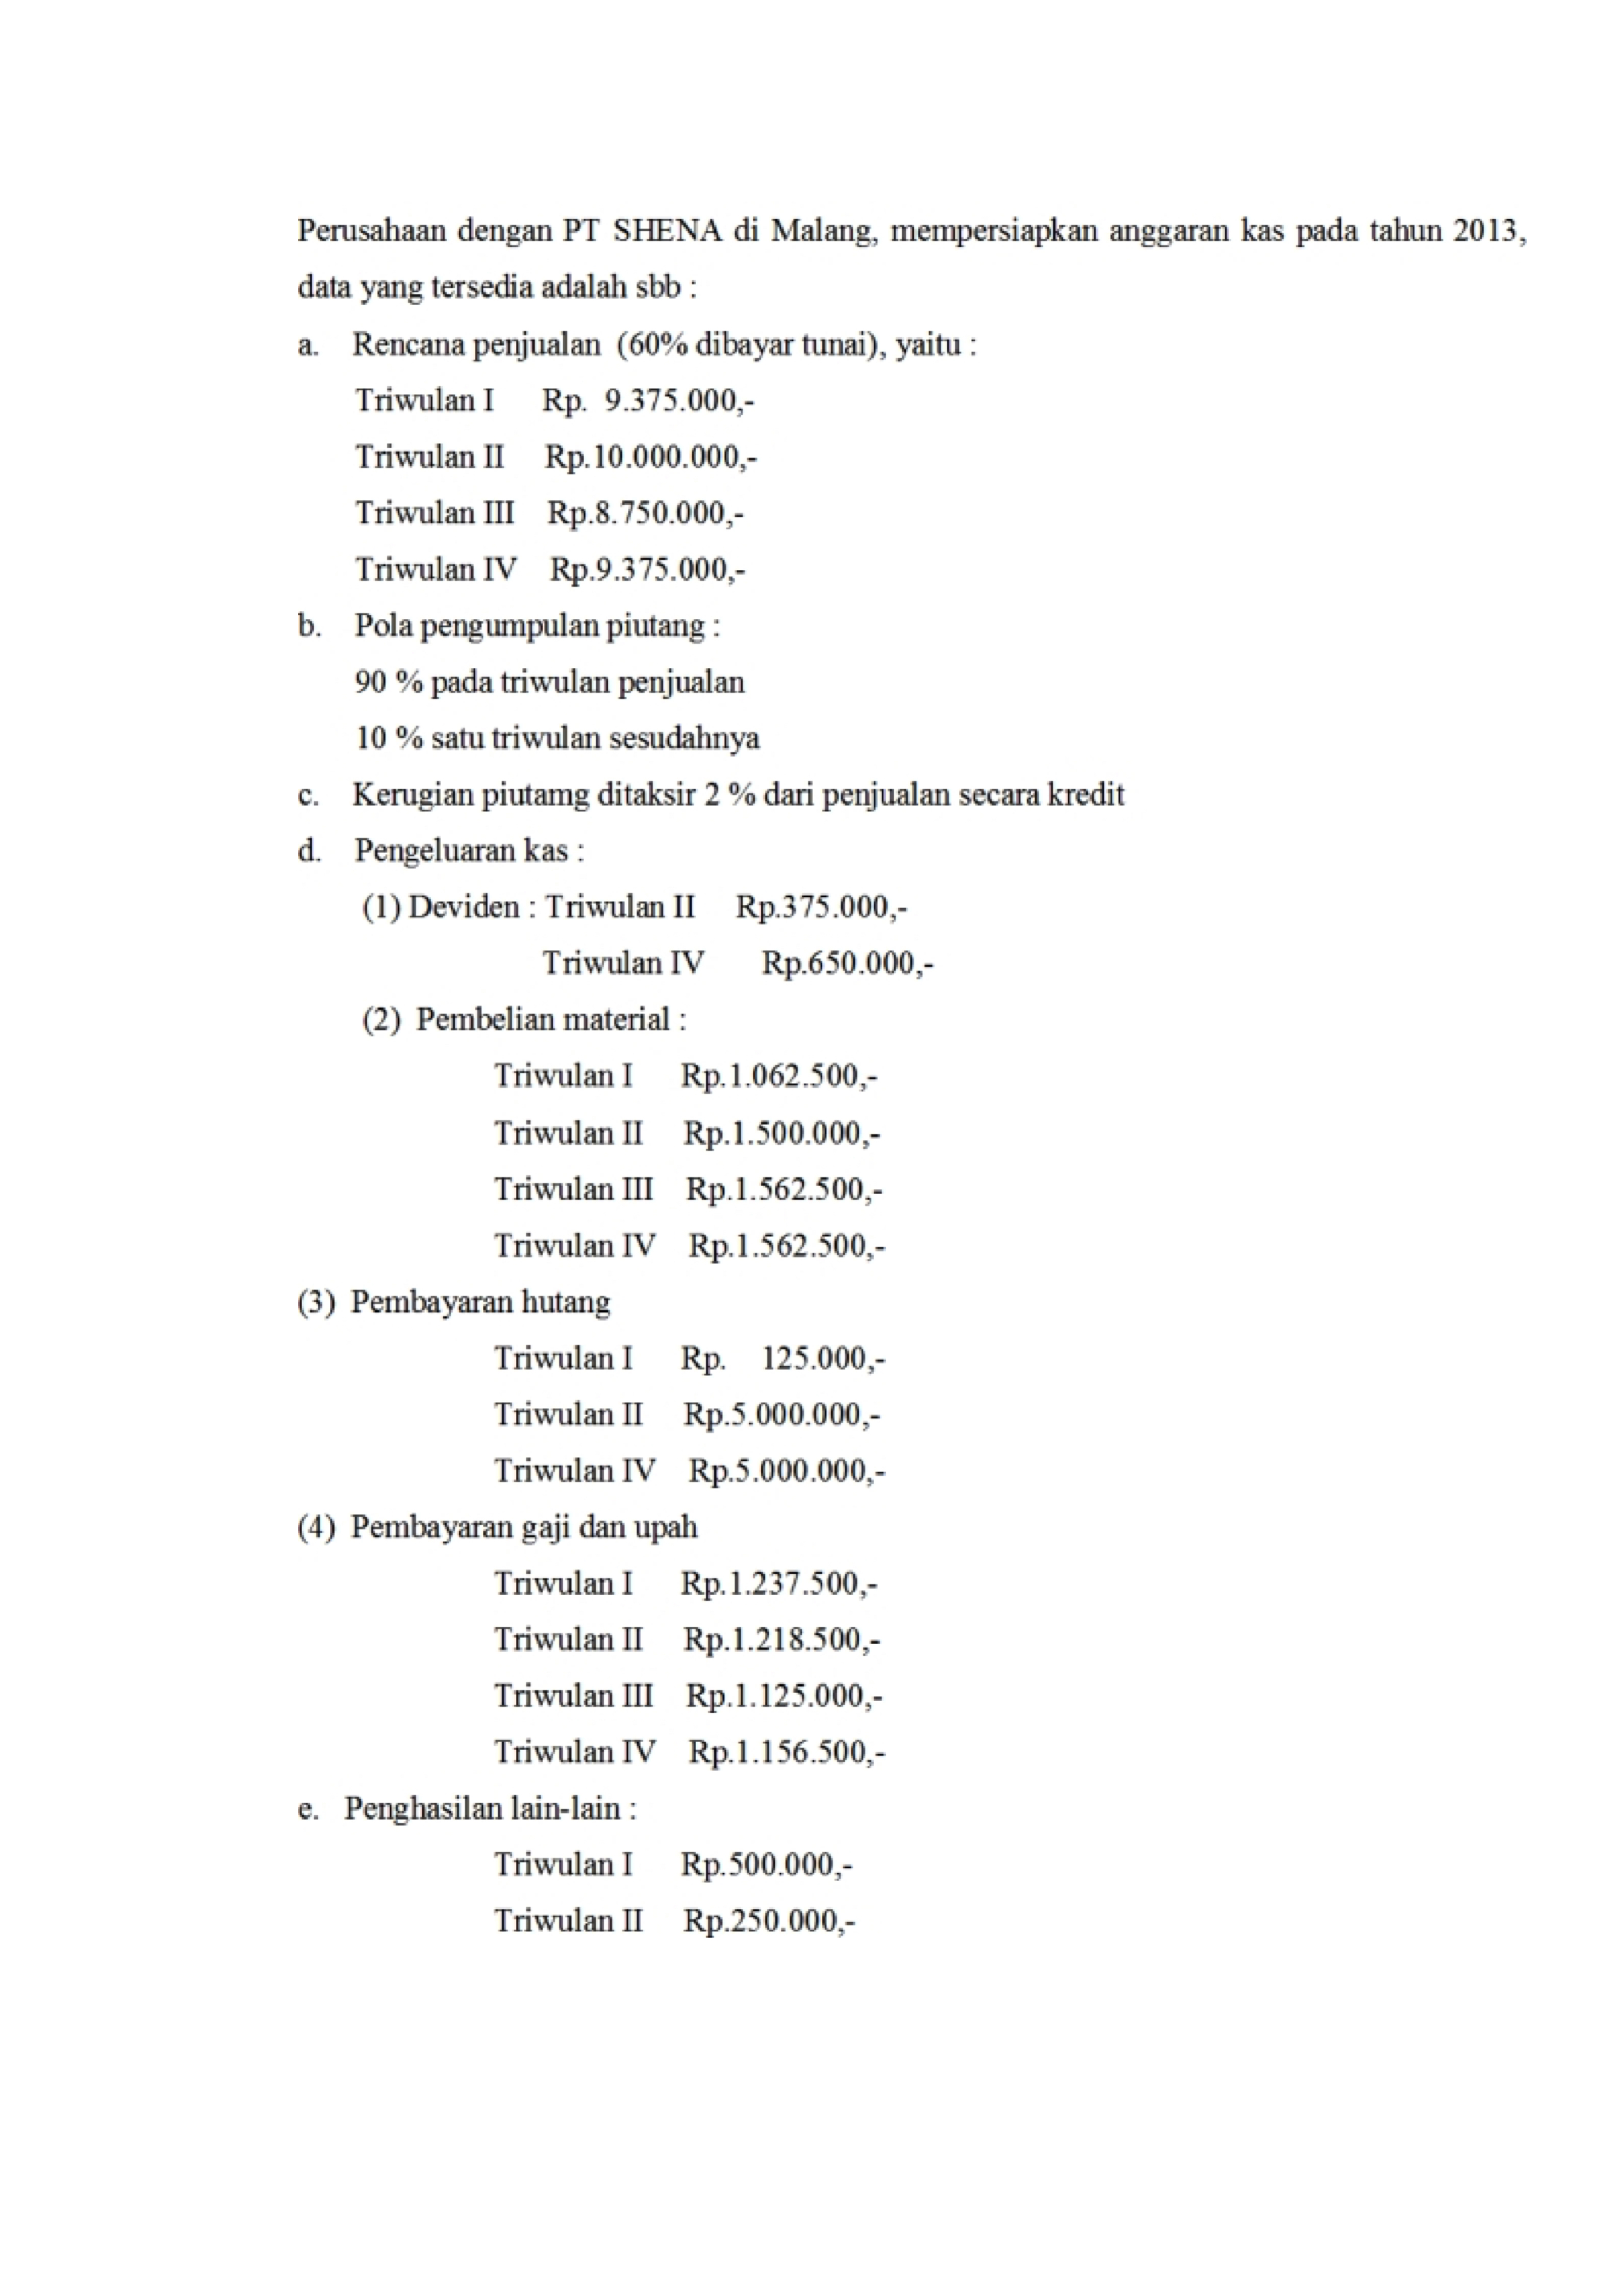 Perusahaan dengan PT SHENA di Malang, mempersiapkan anggaran kas pada tahun 2013,
data yang tersedia adalah sbb :
a. Rencana penjualan (60% dibayar tunai), yaitu :
Triwulan I Rp. 9.375.000,-
Triwulan II Rp.10.000.000,-
Triwulan III Rp.8.750.000,-
Triwulan IV Rp.9.375.000,-
b. Pola pengumpulan piutang :
90 % pada triwulan penjualan
10 % satu triwulan sesudahnya
c. Kerugian piutamg ditaksir 2 % dari penjualan secara kredit
d. Pengeluaran kas :
(1) Deviden : Triwulan II Rp.375.000,-
Triwulan IV Rp.650.000,-
(2) Pembelian material :
Triwulan I Rp.1.062.500,-
Triwulan II Rp.1.500.000,-
Triwulan III Rp.1.562.500,-
Triwulan IV Rp.1.562.500,-
(3) Pembayaran hutang
Triwulan I Rp. 125.000,-
Triwulan II Rp.5.000.000,-
Triwulan IV Rp.5.000.000,-
(4) Pembayaran gaji dan upah
Triwulan I Rp.1.237.500,-
Triwulan II Rp.1.218.500,-
Triwulan III Rp.1.125.000,-
Triwulan IV Rp.1.156.500,-
e. Penghasilan lain-lain :
Triwulan I Rp.500.000,-
Triwulan II Rp.250.000,-